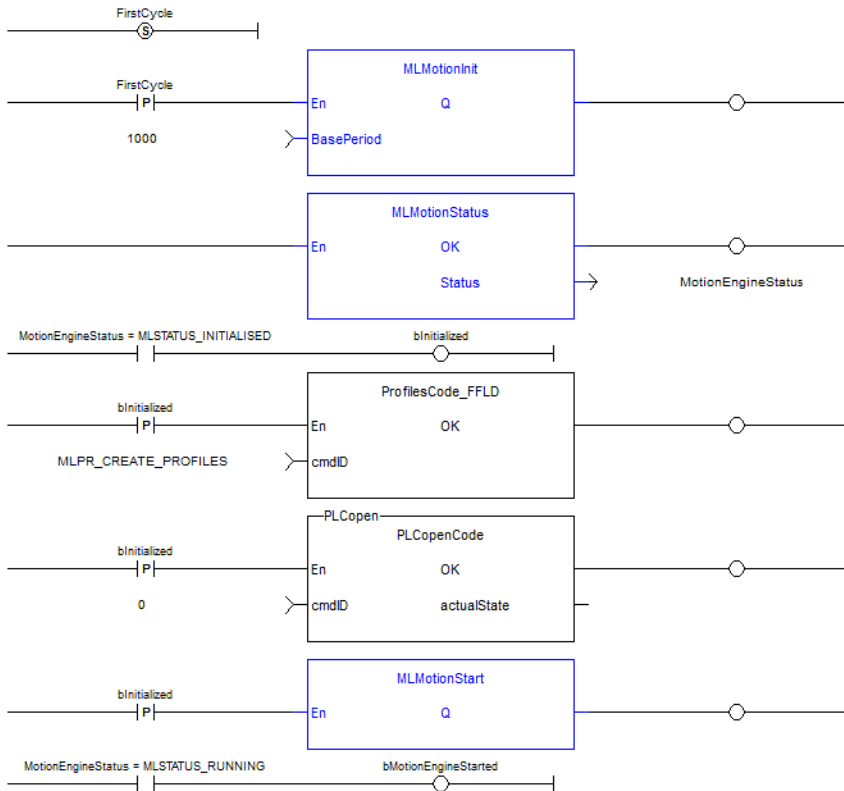 FirstCycle
S
FirstCycle
P
MLMotionInit
En Q
1000
BasePeriod
MLMotionStatus
En OK
Status
MotionEngineStatus
MotionEngineStatus = MLSTATUS_INITIALISED
bInitialized
ProfilesCode_FFLD
bInitialized
P
En OK
MLPR_CREATE_PROFILES
cmdID
PLCopen
PLCopenCode
bInitialized
P
En OK
0
cmdID actualState
MLMotionStart
bInitialized
P
En Q
MotionEngineStatus = MLSTATUS_RUNNING
bMotionEngineStarted